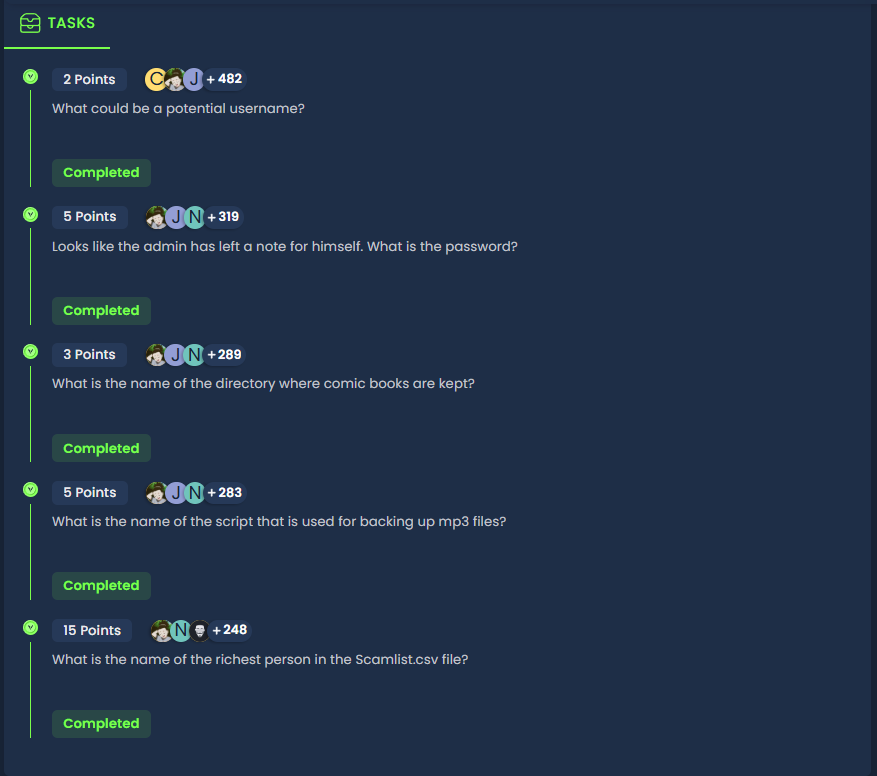 TASKS
2 Points C J + 482
What could be a potential username?
Completed
5 Points J N + 319
Looks like the admin has left a note for himself. What is the password?
Completed
3 Points J N + 289
What is the name of the directory where comic books are kept?
Completed
5 Points J N + 283
What is the name of the script that is used for backing up mp3 files?
Completed
15 Points N + 248
What is the name of the richest person in the Scamlist.csv file?
Completed